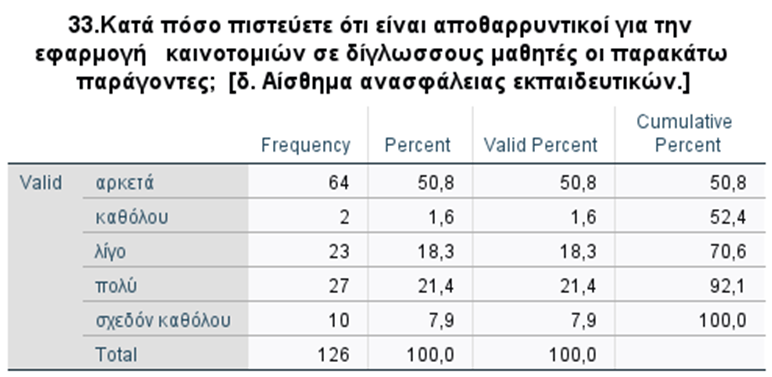 33.Κατά πόσο πιστεύετε ότι είναι αποθαρρυντικοί για την
εφαρμογή καινοτομιών σε δίγλωσσους μαθητές οι παρακάτω
παράγοντες; [δ. Αίσθημα ανασφάλειας εκπαιδευτικών.]
Frequency Percent Valid Percent Cumulative Percent
Valid αρκετά 64 50,8 50,8 50,8
καθόλου 2 1,6 1,6 52,4
λίγο 23 18,3 18,3 70,6
πολύ 27 21,4 21,4 92,1
σχεδόν καθόλου 10 7,9 7,9 100,0
Total 126 100,0 100,0